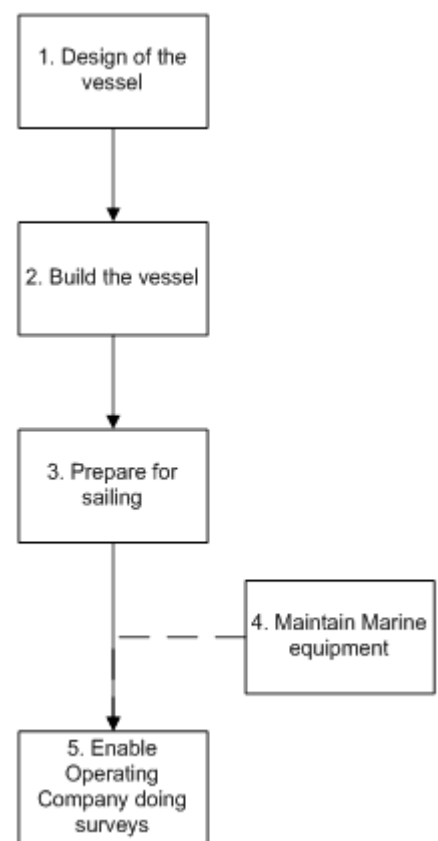 1. Design of the
vessel
2. Build the vessel
3. Prepare for
sailing
4. Maintain Marine
equipment
5. Enable
Operating
Company doing
surveys